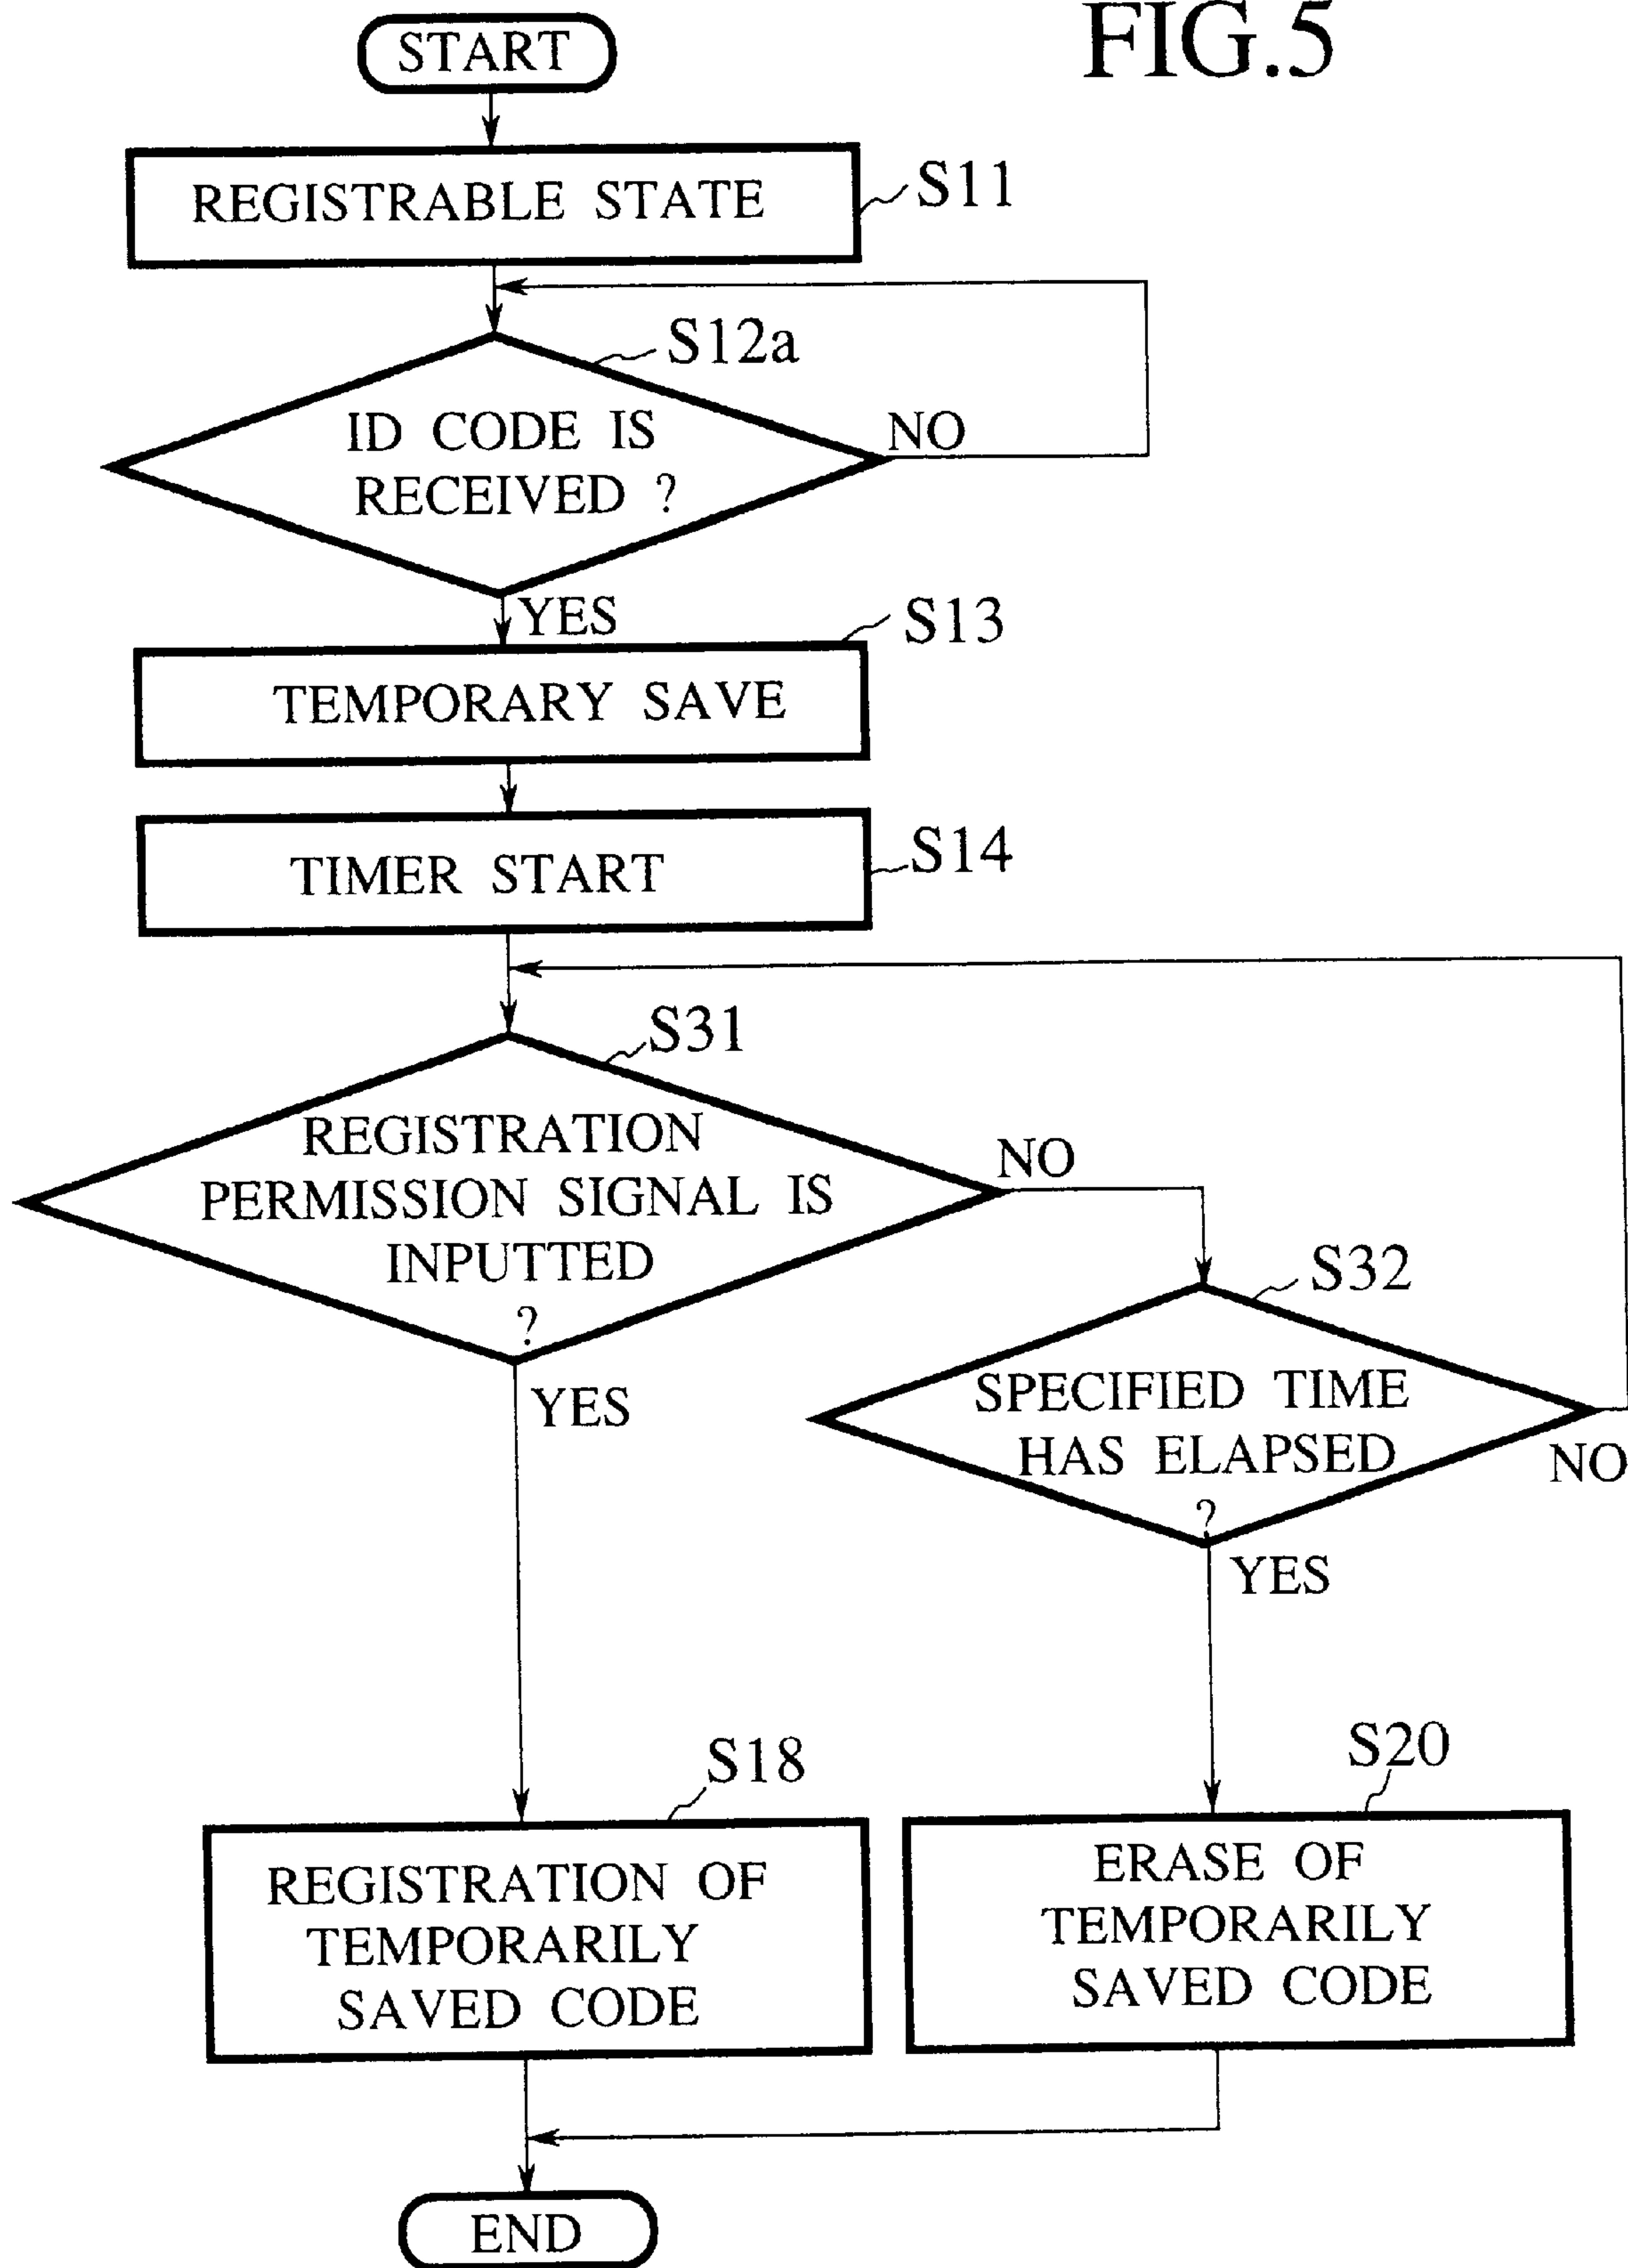 FIG.5
START
REGISTRABLE STATE
S11
S12a
ID CODE IS
RECEIVED ?
NO
YES
S13
TEMPORARY SAVE
TIMER START
S14
S31
REGISTRATION
PERMISSION SIGNAL IS
INPUTTED
?
NO
YES
S32
SPECIFIED TIME
HAS ELAPSED
?
NO
YES
S18
REGISTRATION OF
TEMPORARILY
SAVED CODE
S20
ERASE OF
TEMPORARILY
SAVED CODE
END